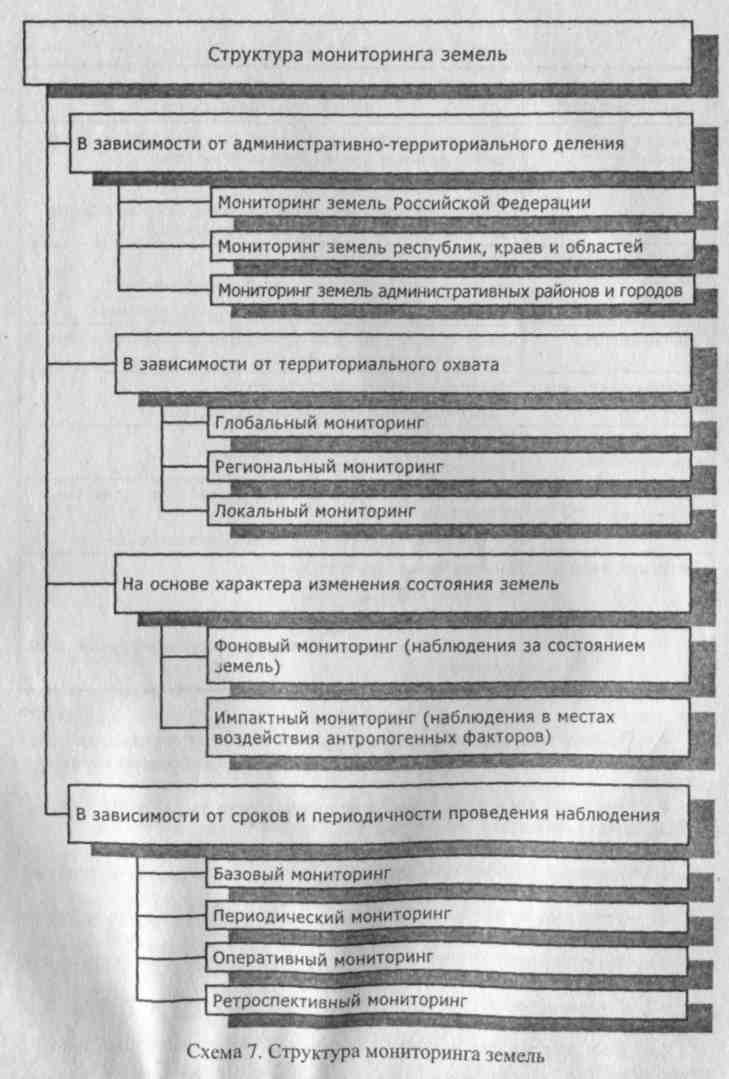 Структура мониторинга земель
В зависимости от административно-территориального деления
Мониторинг земель Российской Федерации
Мониторинг земель республик, краев и областей
Мониторинг земель административных районов и городов
В зависимости от территориального охвата
Глобальный мониторинг
Региональный мониторинг
Локальный мониторинг
На основе характера изменения состояния земель
Фоновый мониторинг (наблюдения за состоянием
земель)
Импактный мониторинг (наблюдения в местах
воздействия антропогенных факторов)
В зависимости от сроков и периодичности проведения наблюдения
Базовый мониторинг
Периодический мониторинг
Оперативный мониторинг
Ретроспективный мониторинг
Схема 7. Структура мониторинга земель